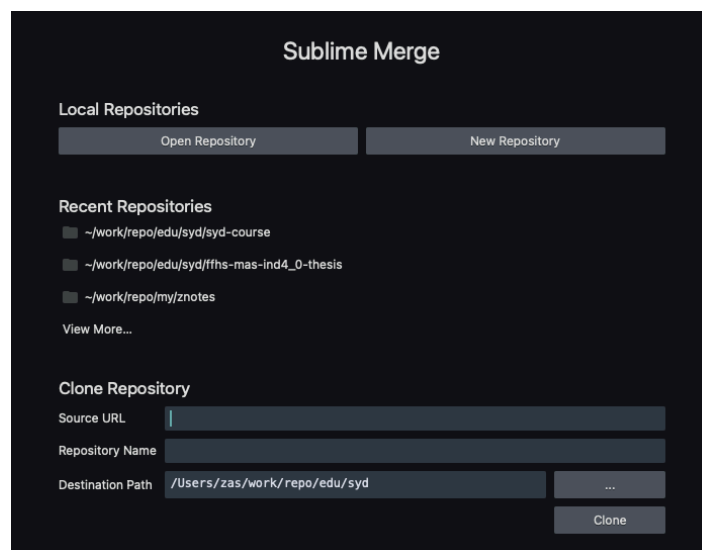 Sublime Merge
Local Repositories
Open Repository
New Repository
Recent Repositories
~/work/repo/edu/syd/syd-course
~/work/repo/edu/syd/ffhs-mas-ind4_0-thesis
~/work/repo/my/znotes
View More...
Clone Repository
Source URL
Repository Name
Destination Path /Users/zas/work/repo/edu/syd ...
Clone